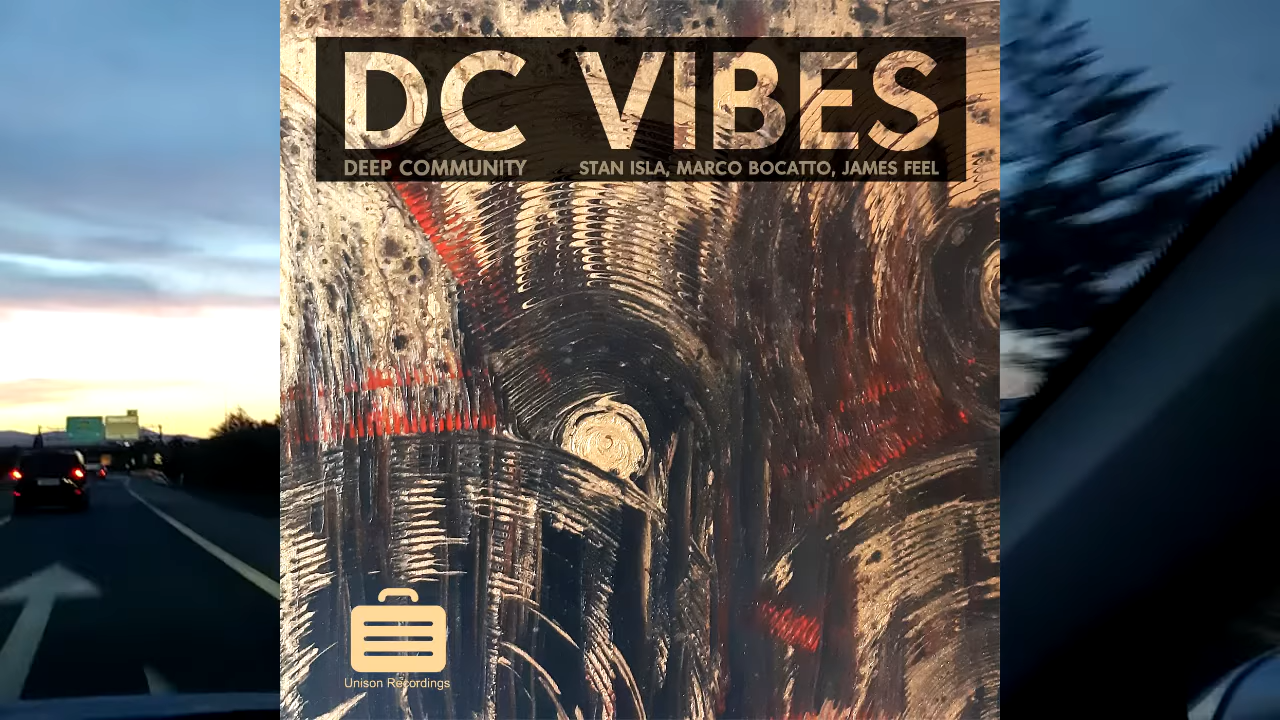 DC VIBES
DEEP COMMUNITY STAN ISLA, MARCO BOCATTO, JAMES FEEL
Unison Recordings